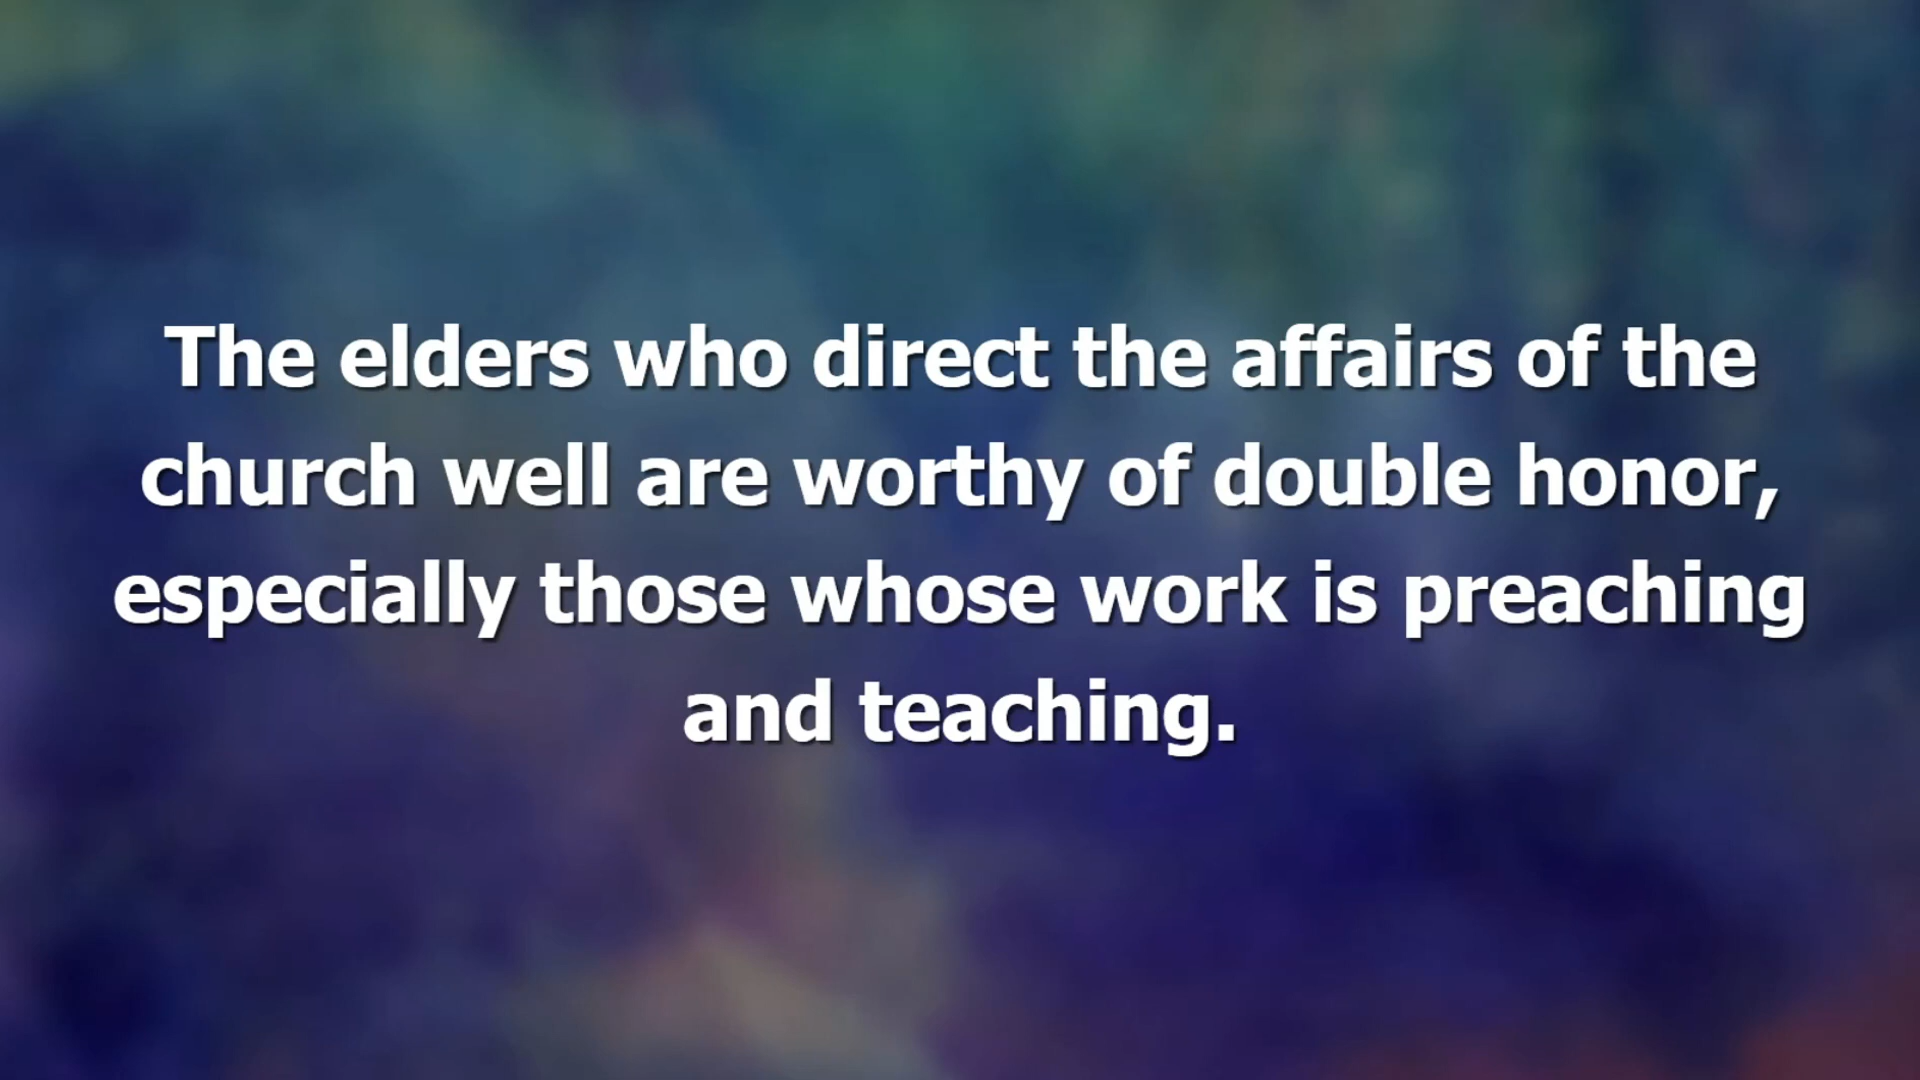 The elders who direct the affairs of the
church well are worthy of double honor,
especially those whose work is preaching
and teaching.